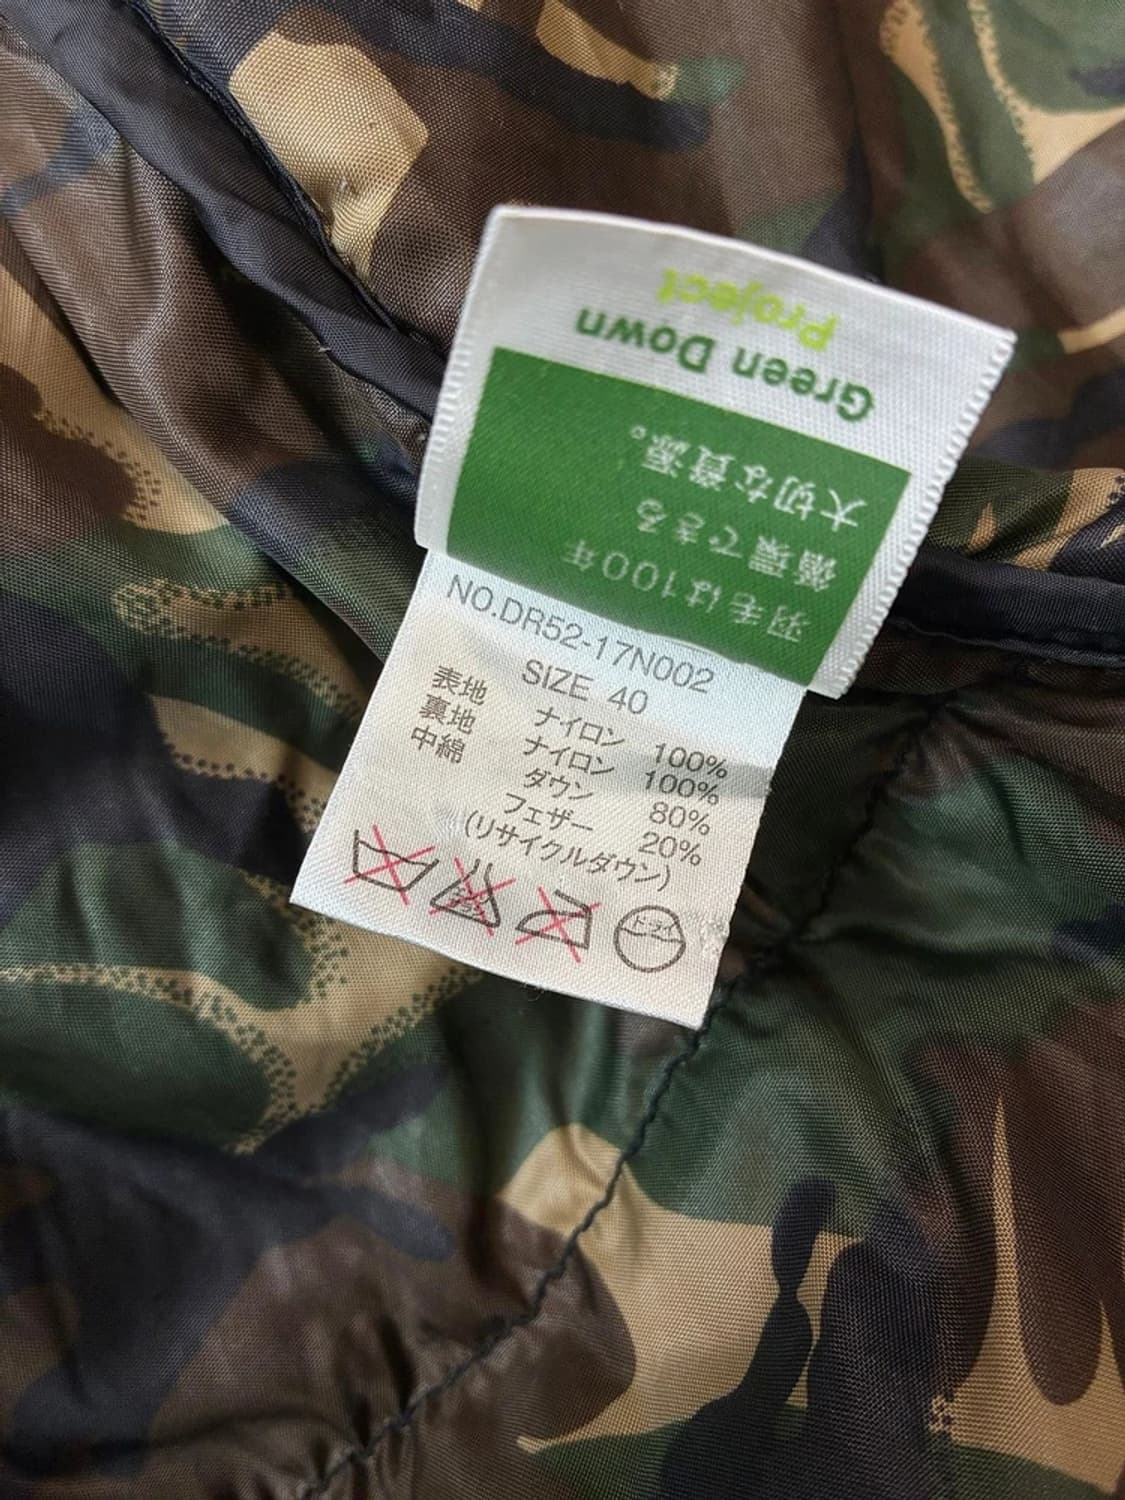 Green Down
Project
羽毛は100年
循環できる
大切な資源。
NO.DR52-17N002
SIZE 40
表地 ナイロン 100%
裏地 ナイロン 100%
中綿 ダウン 80%
フェザー 20%
(リサイクルダウン)
ドライ